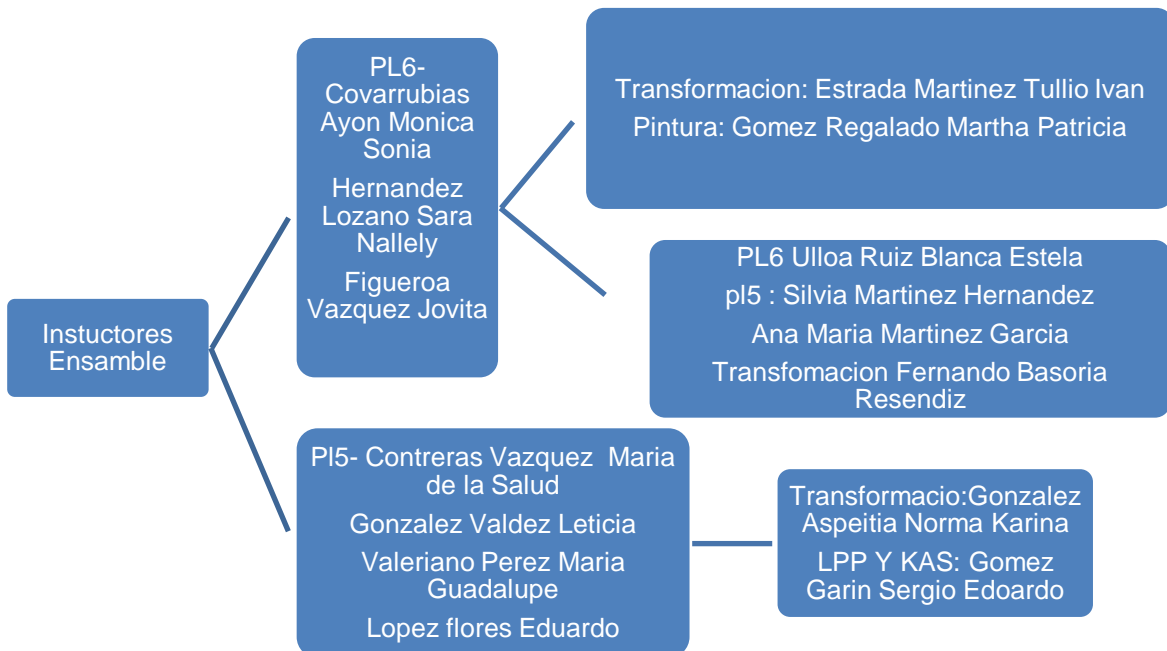 Instuctores
Ensamble
PL6-
Covarrubias
Ayon Monica
Sonia
Hernandez
Lozano Sara
Nallely
Figueroa
Vazquez Jovita
Transformacion: Estrada Martinez Tullio Ivan
Pintura: Gomez Regalado Martha Patricia
PL6 Ulloa Ruiz Blanca Estela
pl5 : Silvia Martinez Hernandez
Ana Maria Martinez Garcia
Transfomacion Fernando Basoria
Resendiz
Pl5- Contreras Vazquez Maria
de la Salud
Gonzalez Valdez Leticia
Valeriano Perez Maria
Guadalupe
Lopez flores Eduardo
Transformacio:Gonzalez
Aspeitia Norma Karina
LPP Y KAS: Gomez
Garin Sergio Edoardo